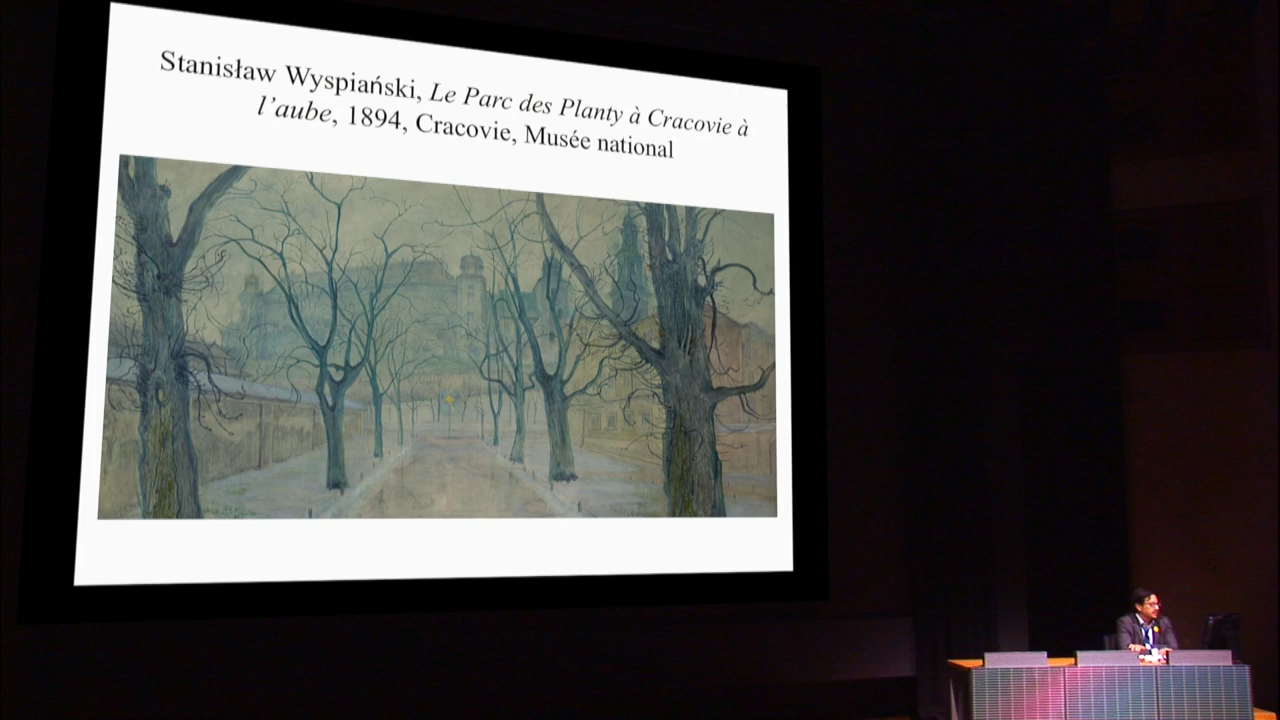 Stanisław Wyspiański, Le Parc des Planty à Cracovie à
l’aube, 1894, Cracovie, Musée national